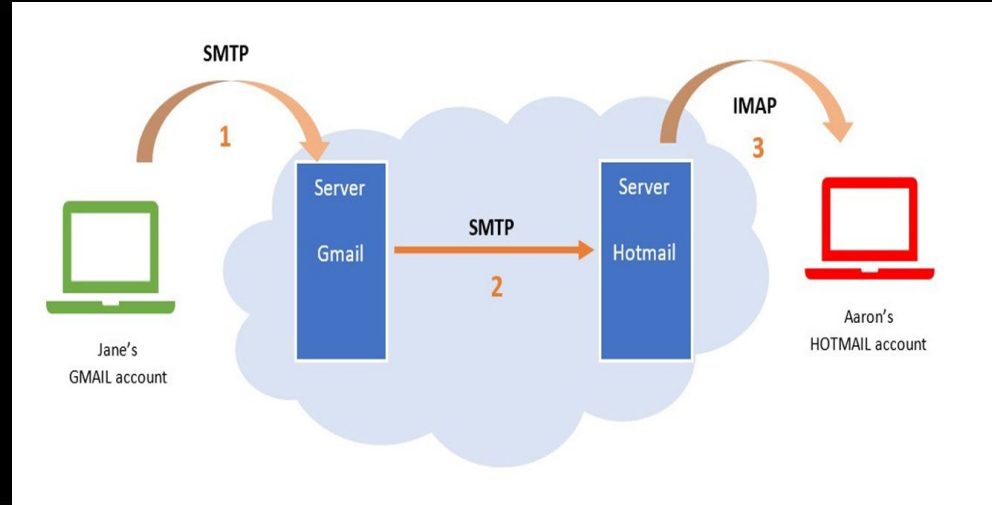 SMTP
1
Server
Gmail
SMTP
2
Server
Hotmail
IMAP
3
Jane's
GMAIL account
Aaron's
HOTMAIL account